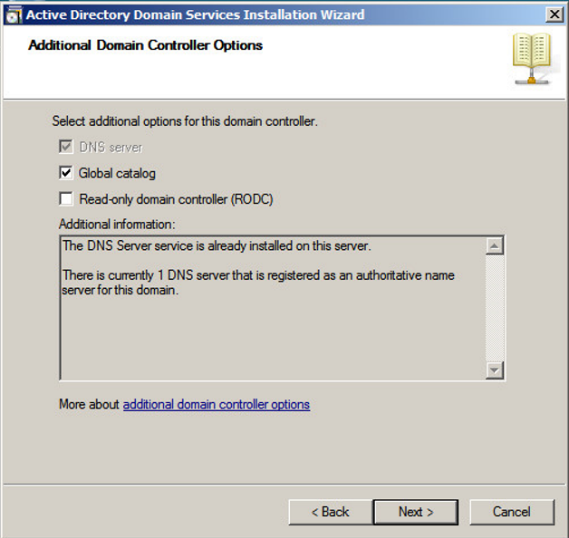 Active Directory Domain Services Installation Wizard
Additional Domain Controller Options
Select additional options for this domain controller.
DNS server
Global catalog
Read-only domain controller (RODC)
Additional information:
The DNS Server service is already installed on this server.
There is currently 1 DNS server that is registered as an authoritative name
server for this domain.
More about additional domain controller options
< Back
Next >
Cancel